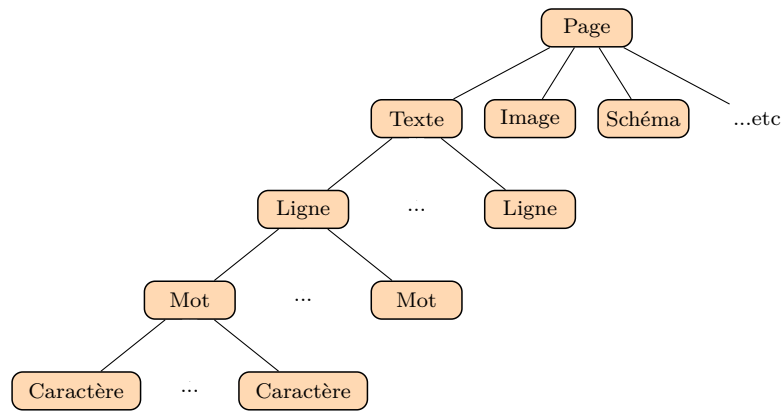 Page
Texte Image Schéma ...etc
Ligne ... Ligne
Mot ... Mot
Caractère ... Caractère